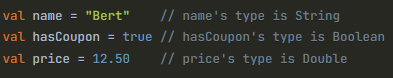 val name = "Bert"    // name's type is String
val hasCoupon = true // hasCoupon's type is Boolean
val price = 12.50    // price's type is Double